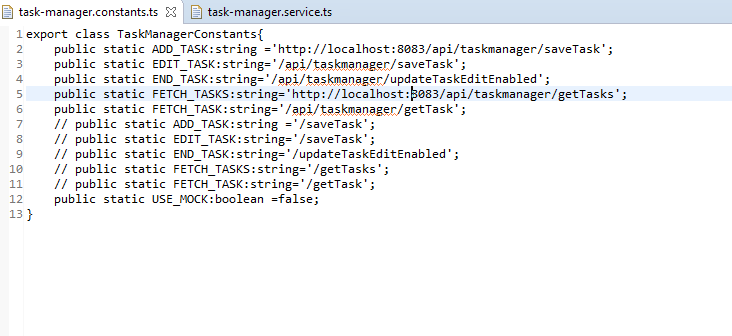 task-manager.constants.ts task-manager.service.ts
1 export class TaskManagerConstants{
2 public static ADD_TASK:string ='http://localhost:8083/api/taskmanager/saveTask';
3 public static EDIT_TASK:string='/api/taskmanager/saveTask';
4 public static END_TASK:string='/api/taskmanager/updateTaskEditEnabled';
5 public static FETCH_TASKS:string='http://localhost:8083/api/taskmanager/getTasks';
6 public static FETCH_TASK:string='/api/taskmanager/getTask';
7 // public static ADD_TASK:string ='/saveTask';
8 // public static EDIT_TASK:string='/saveTask';
9 // public static END_TASK:string='/updateTaskEditEnabled';
10 // public static FETCH_TASKS:string='/getTasks';
11 // public static FETCH_TASK:string='/getTask';
12 public static USE_MOCK:boolean =false;
13 }